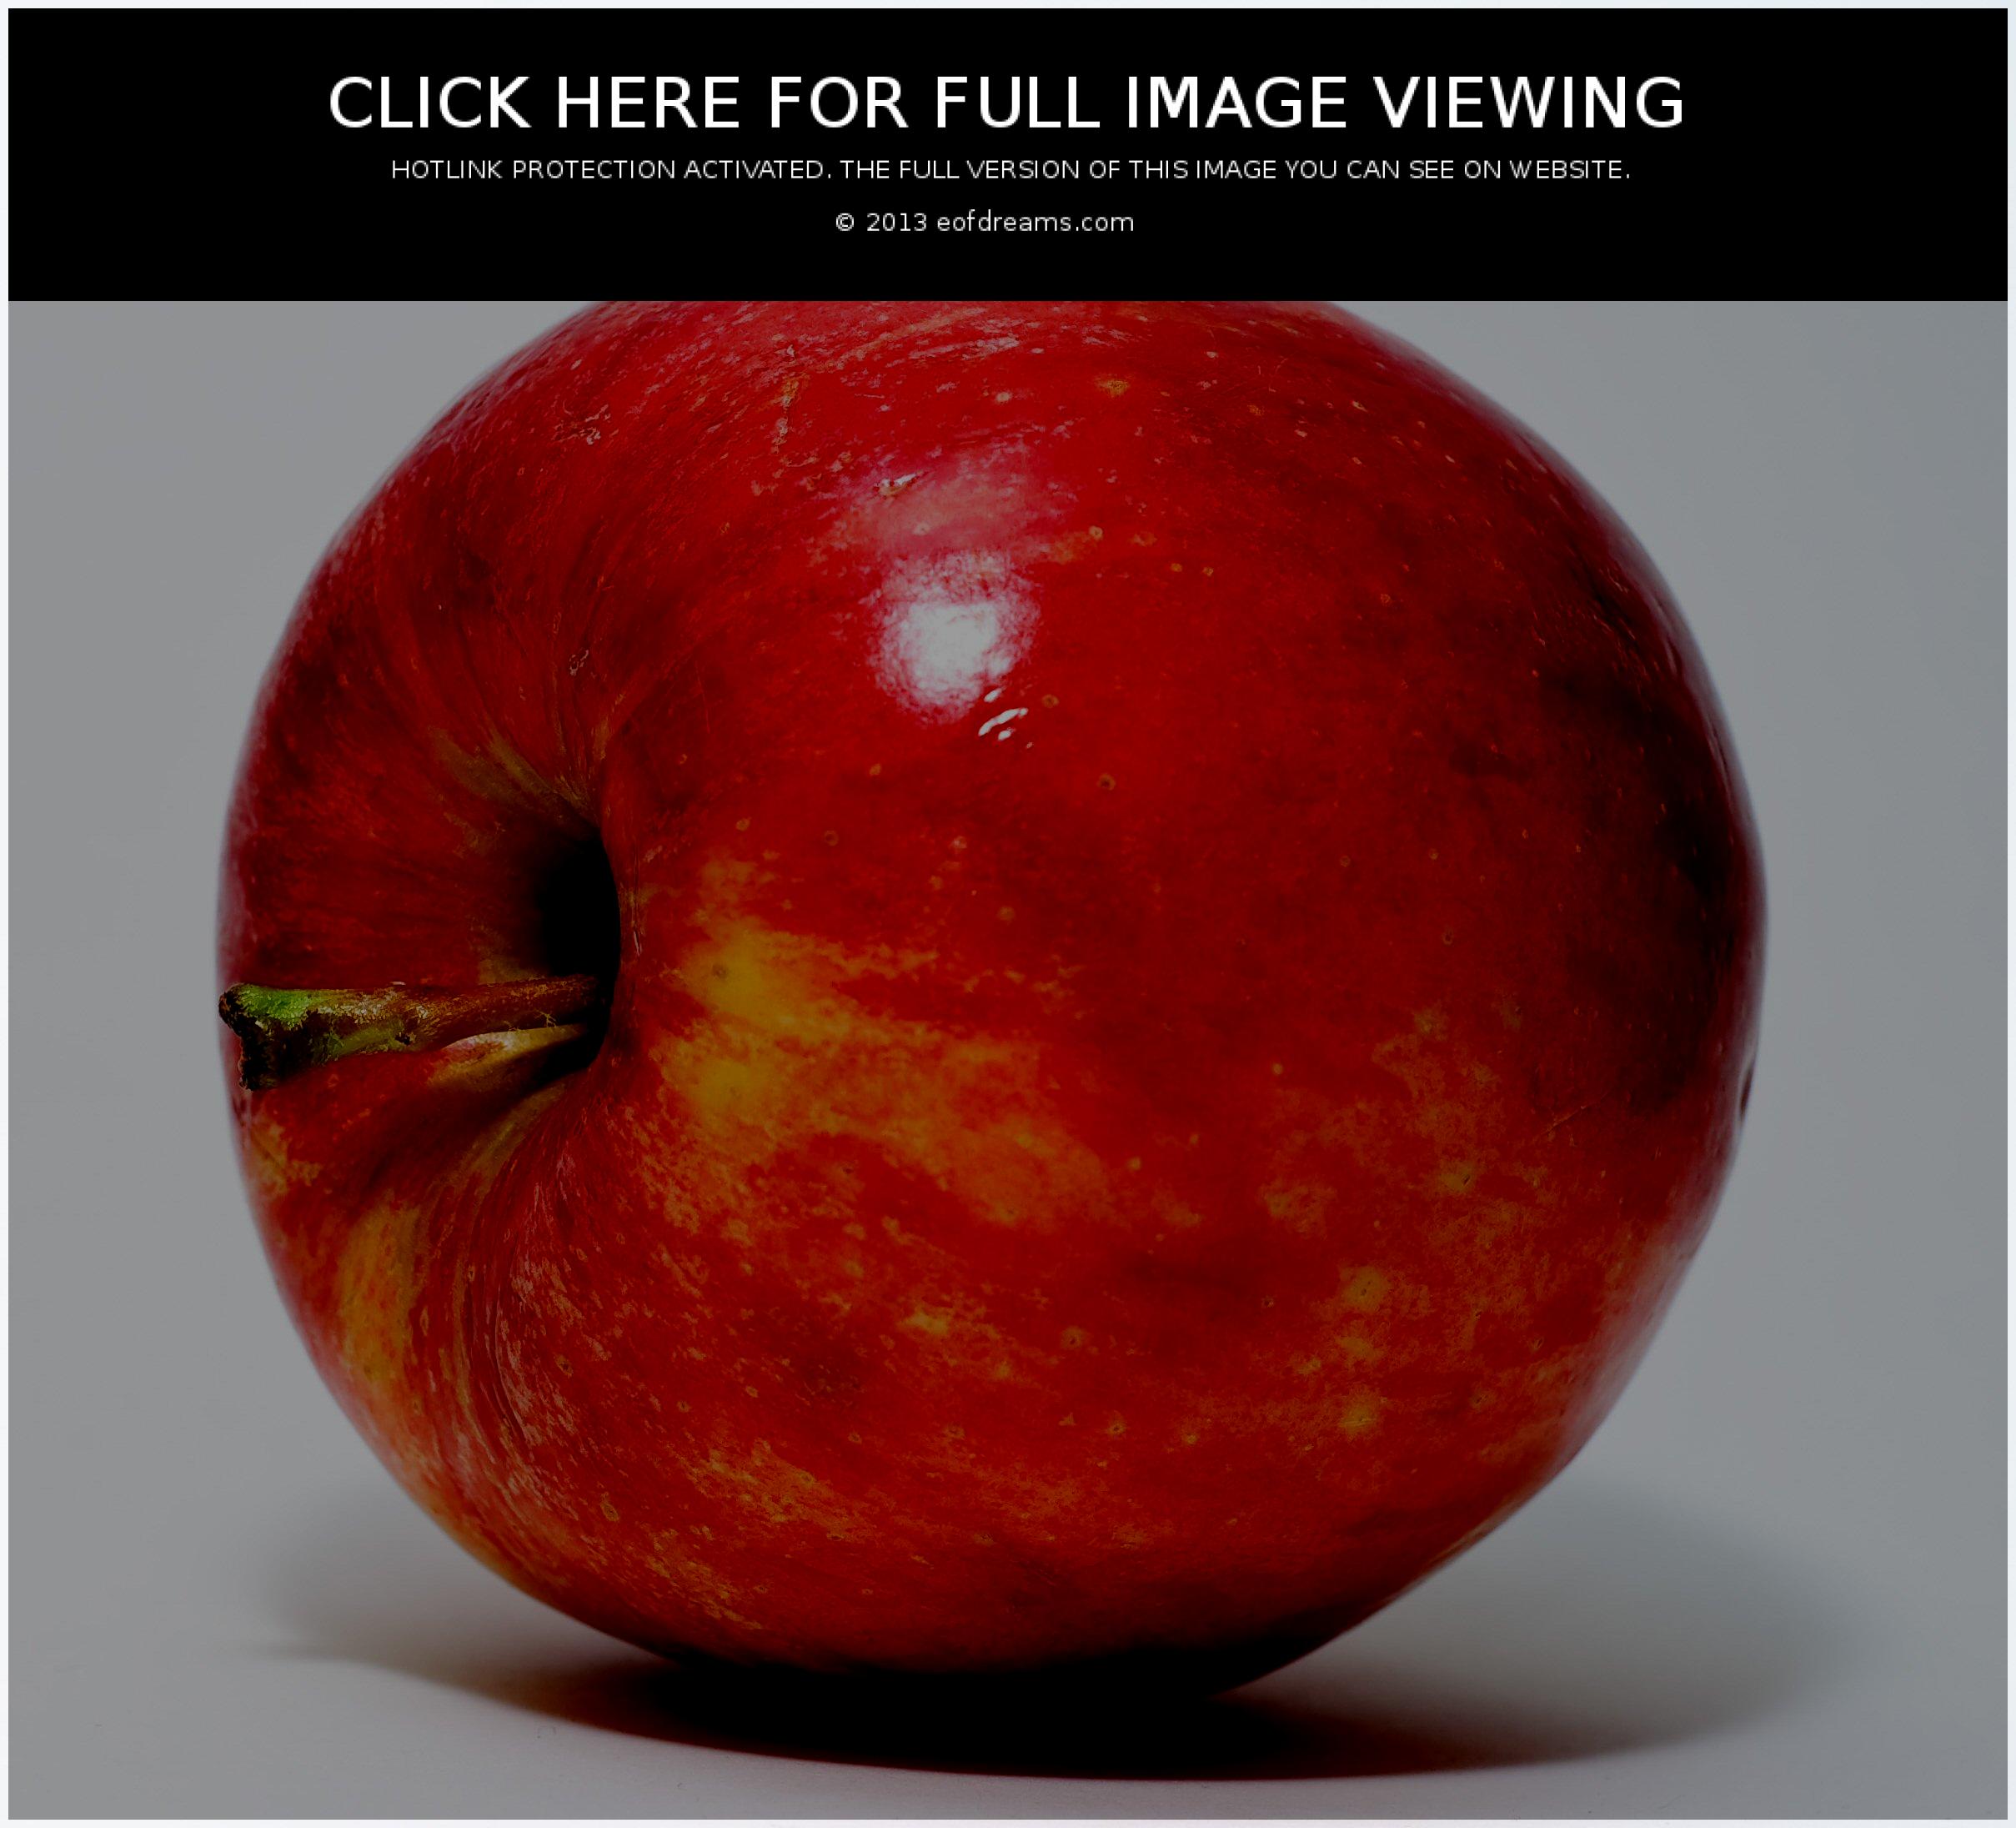 CLICK HERE FOR FULL IMAGE VIEWING
HOTLINK PROTECTION ACTIVATED. THE FULL VERSION OF THIS IMAGE YOU CAN SEE ON WEBSITE.
© 2013 eofdreams.com